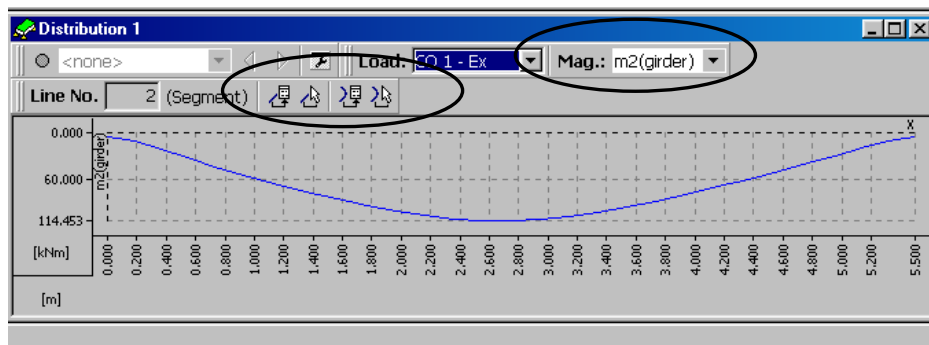 Distribution 1
<none> Load: CO 1 - Ex Mag.: m2(girder)
Line No. 2 (Segment)
x
0.000
m2(girder)
60.000
114.453
[kNm]
0.000 0.200 0.400 0.600 0.800 1.000 1.200 1.400 1.600 1.800 2.000 2.200 2.400 2.600 2.800 3.000 3.200 3.400 3.600 3.800 4.000 4.200 4.400 4.600 4.800 5.000 5.200 5.500
[m]